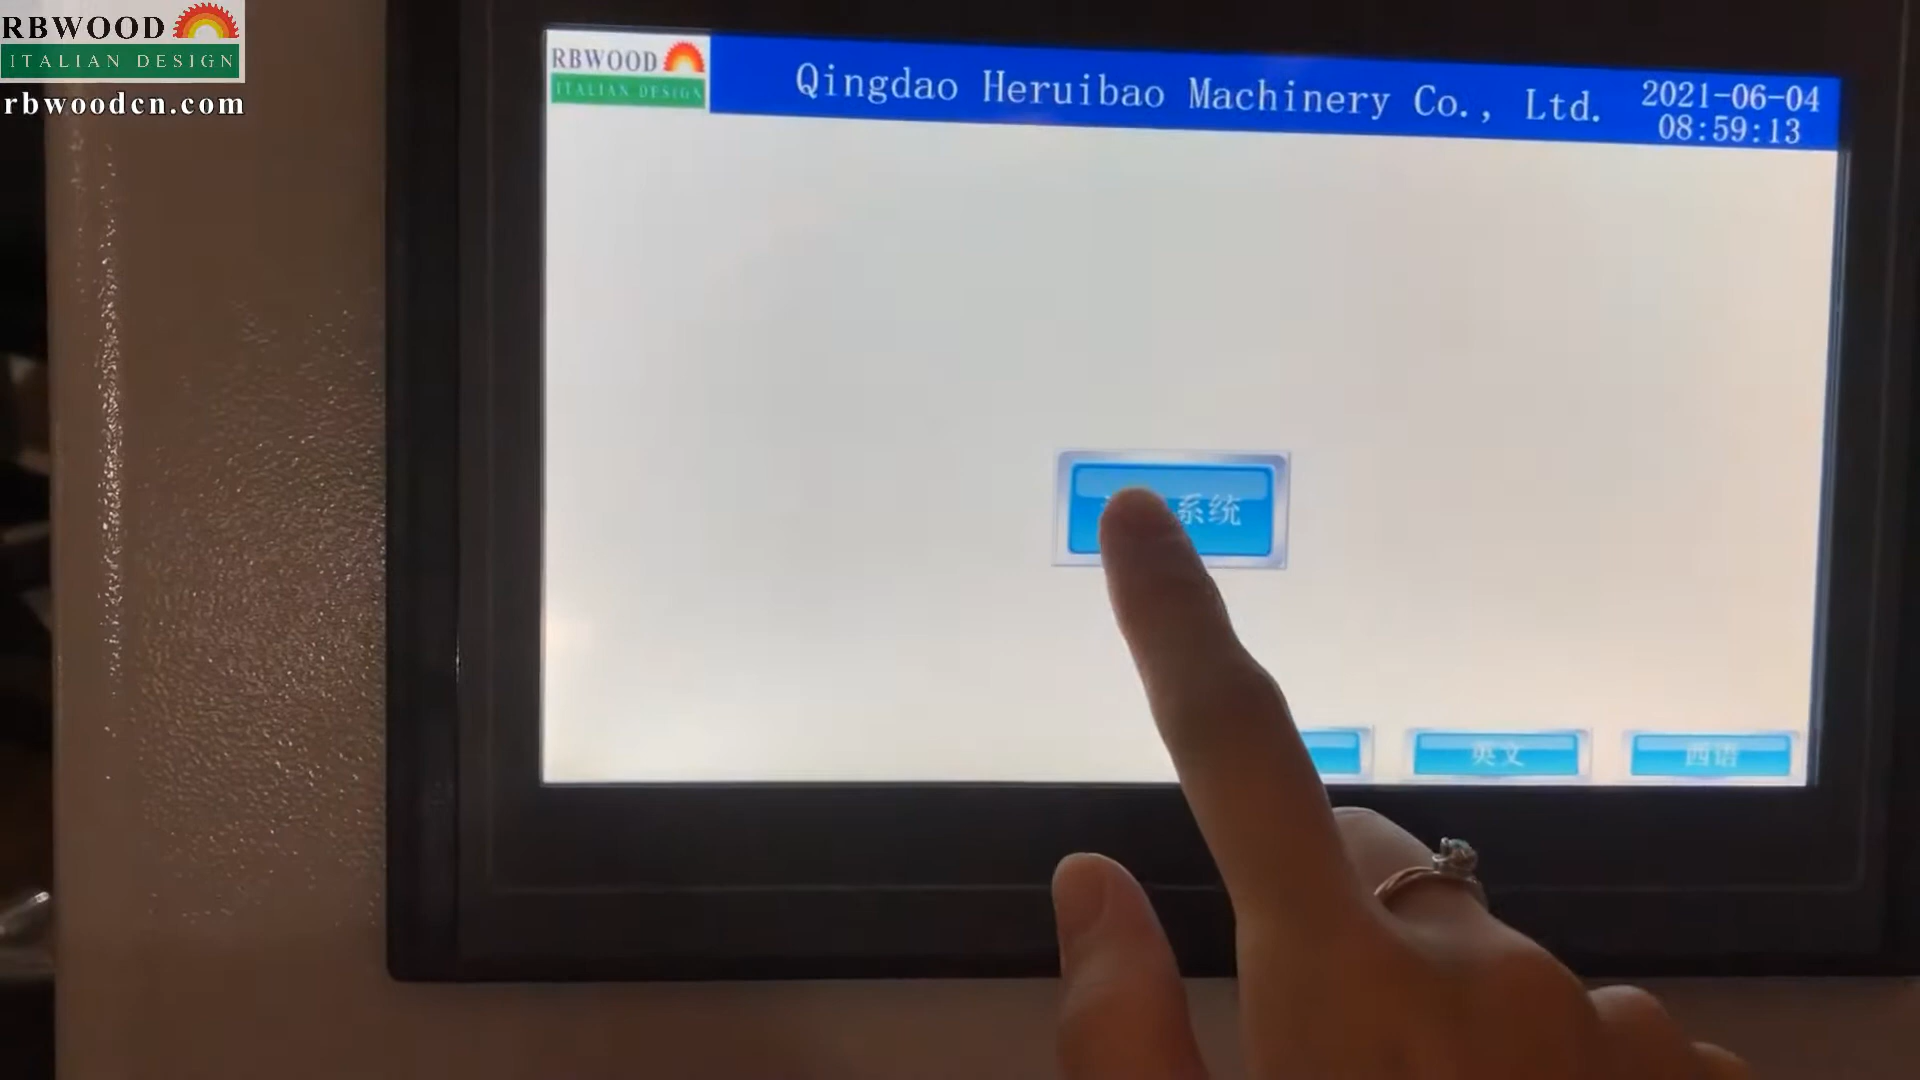 RBWOOD
ITALIAN DESIGN
rbwoodcn.com
RBWOOD
ITALIAN DESIGN
Qingdao Heruibao Machinery Co., Ltd.
2021-06-04
08:59:13
系统
英文
西语